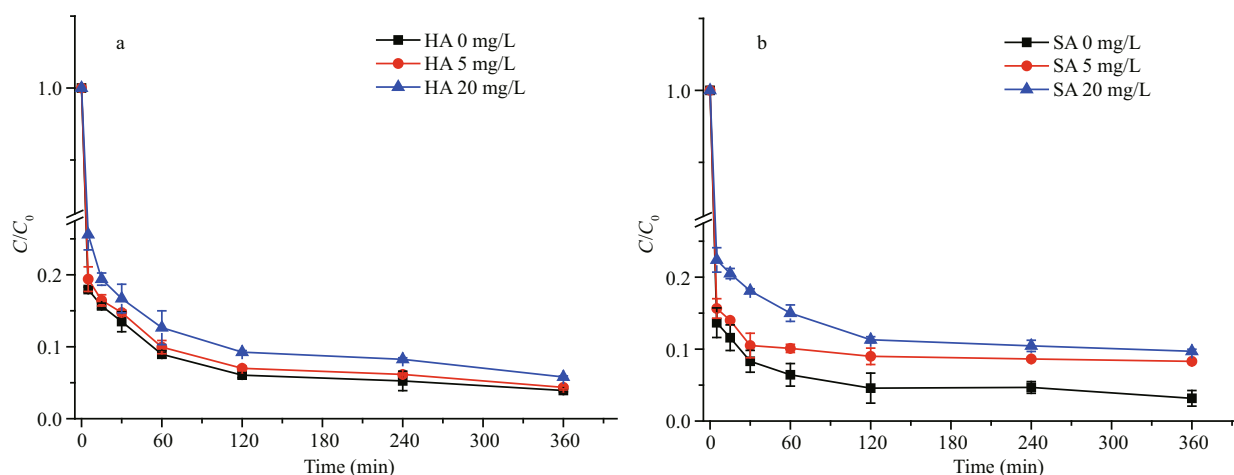 a
HA 0 mg/L
HA 5 mg/L
HA 20 mg/L
1.0
0.2
0.1
0.0
C/C0
0 60 120 180 240 300 360
Time (min)
b
SA 0 mg/L
SA 5 mg/L
SA 20 mg/L
1.0
0.2
0.1
0.0
C/C0
0 60 120 180 240 300 360
Time (min)